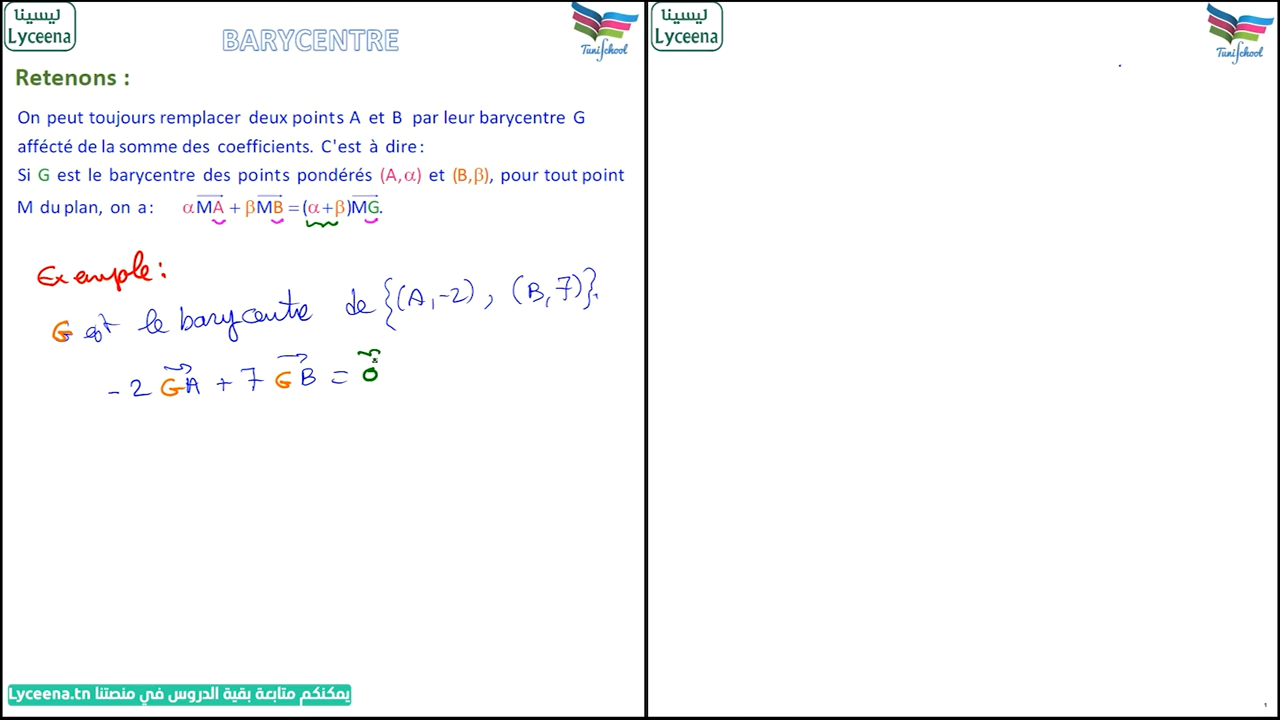 ليسينا
Lyceena
BARYCENTRE
TuniSchool
Retenons :
On peut toujours remplacer deux points A et B par leur barycentre G
affécté de la somme des coefficients. C'est à dire :
Si G est le barycentre des points pondérés (A,α) et (B,β), pour tout point
M du plan, on a : αMA + βMB = (α+β)MG.
Exemple :
G est le barycentre de {(A,-2), (B,7)}.
-2 GA + 7 GB = 0
يمكنكم متابعة بقية الدروس في منصتنا Lyceena.tn
ليسينا
Lyceena
TuniSchool
1